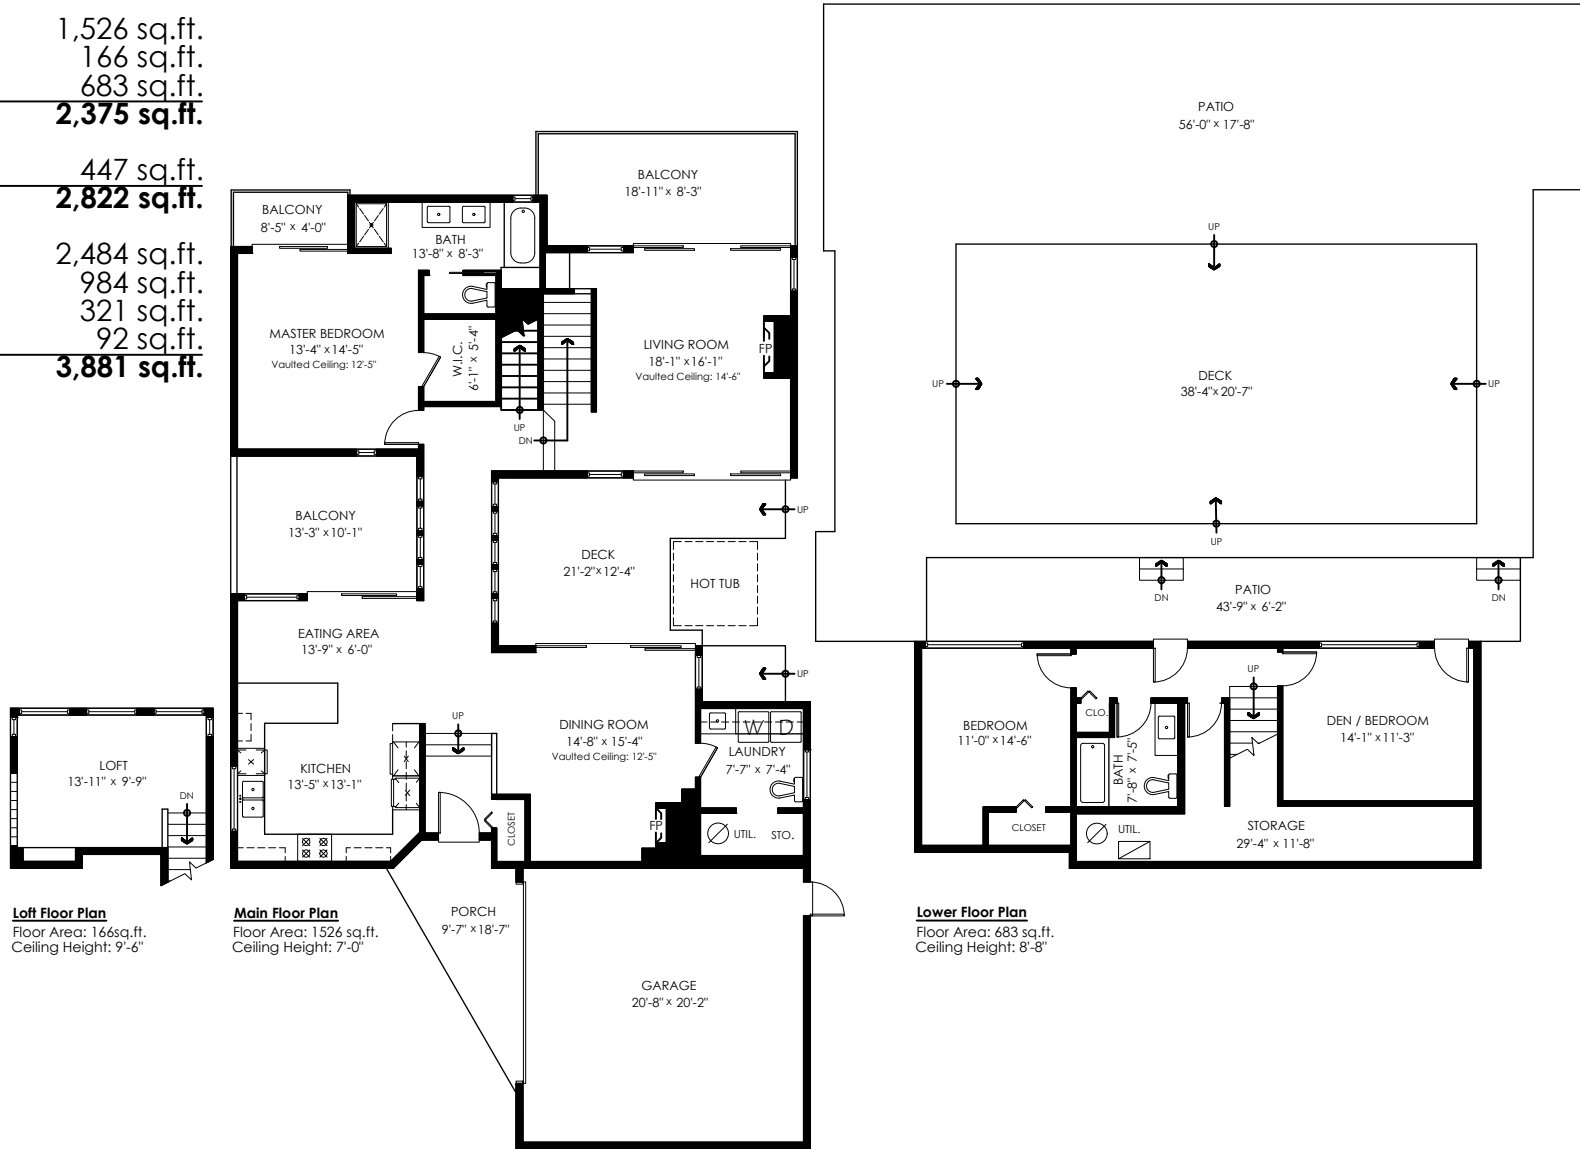 1,526 sq.ft.
166 sq.ft.
683 sq.ft.
2,375 sq.ft.
447 sq.ft.
2,822 sq.ft.
2,484 sq.ft.
984 sq.ft.
321 sq.ft.
92 sq.ft.
3,881 sq.ft.
BALCONY
8'-5" x 4'-0"
BATH
13'-8" x 8'-3"
BALCONY
18'-11" x 8'-3"
MASTER BEDROOM
13'-4" x 14'-5"
Vaulted Ceiling: 12'-5"
W.I.C.
6'-1" x 5'-4"
UP
DN
LIVING ROOM
18'-1" x 16'-1"
Vaulted Ceiling: 14'-6"
FP
BALCONY
13'-3" x 10'-1"
DECK
21'-2" x 12'-4"
UP
HOT TUB
UP
EATING AREA
13'-9" x 6'-0"
KITCHEN
13'-5" x 13'-1"
UP
DINING ROOM
14'-8" x 15'-4"
Vaulted Ceiling: 12'-5"
W D
LAUNDRY
7'-7" x 7'-4"
CLOSET
FP
UTIL.
STO.
PORCH
9'-7" x 18'-7"
GARAGE
20'-8" x 20'-2"
LOFT
13'-11" x 9'-9"
DN
Loft Floor Plan
Floor Area: 166sq.ft.
Ceiling Height: 9'-6"
Main Floor Plan
Floor Area: 1526 sq.ft.
Ceiling Height: 7'-0"
PATIO
56'-0" x 17'-8"
UP
UP
DECK
38'-4" x 20'-7"
UP
UP
PATIO
43'-9" x 6'-2"
DN
DN
BEDROOM
11'-0" x 14'-6"
CLO.
BATH
7'-8" x 7'-5"
UP
DEN / BEDROOM
14'-1" x 11'-3"
CLOSET
UTIL.
STORAGE
29'-4" x 11'-8"
Lower Floor Plan
Floor Area: 683 sq.ft.
Ceiling Height: 8'-8"